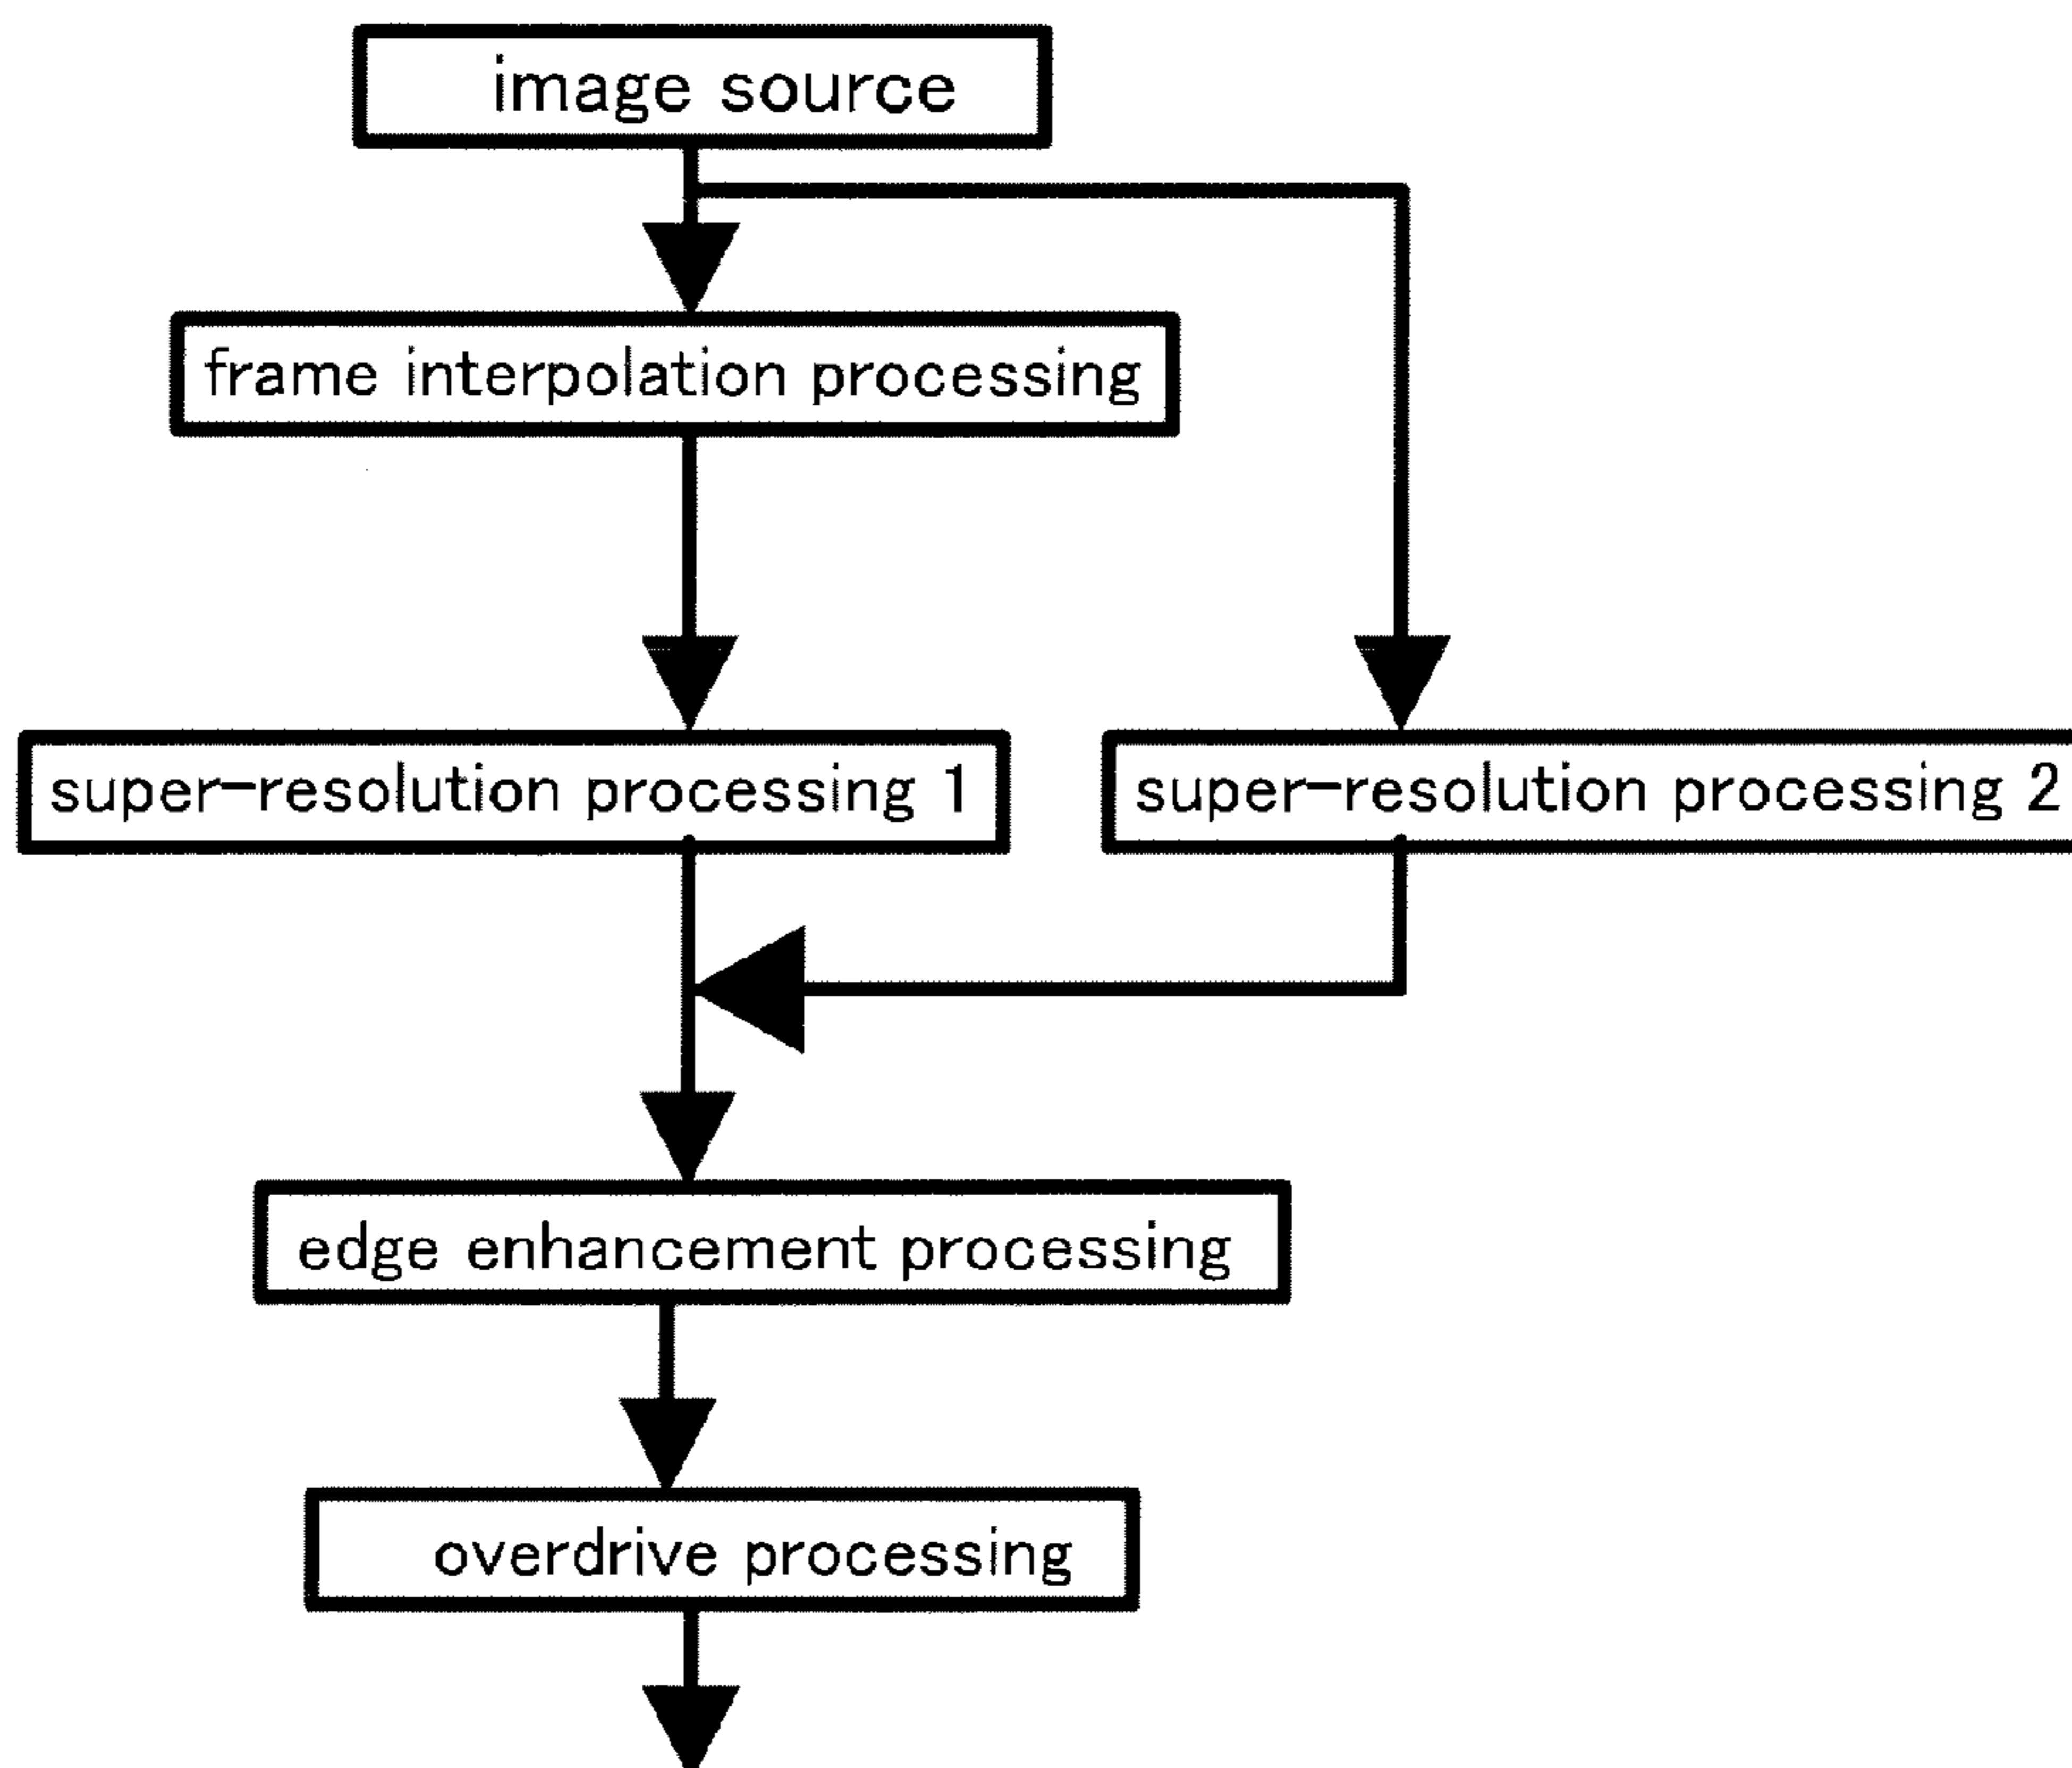 image source
frame interpolation processing
super-resolution processing 1
super-resolution processing 2
edge enhancement processing
overdrive processing